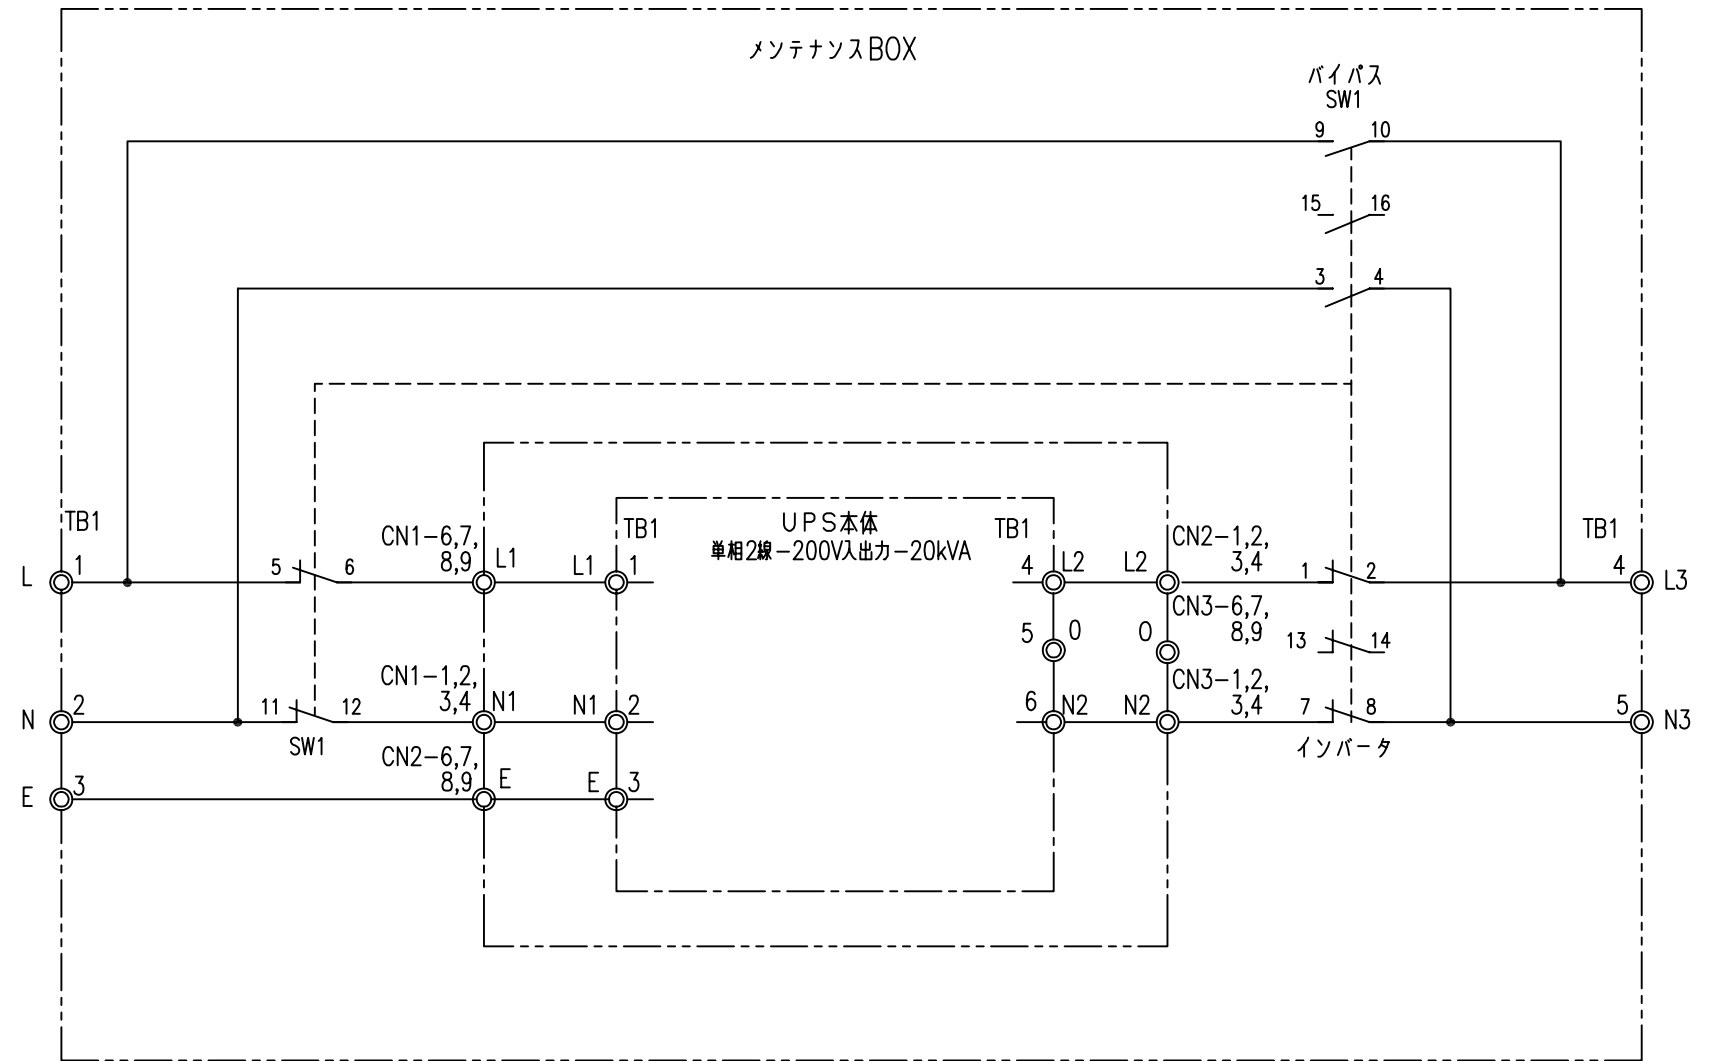 メンテナンスBOX
バイパス
SW1
9 10
15 16
3 4
TB1
CN1-6,7,
8,9
TB1
UPS本体
単相2線-200V入出力-20kVA
TB1
CN2-1,2,
3,4
TB1
L 1 5 6 L1 L1 1 4 L2 L2 1 2 4 L3
CN3-6,7,
8,9
5 O O 13 14
CN1-1,2,
3,4
CN3-1,2,
3,4
N 2 11 12 N1 N1 2 6 N2 N2 7 8 5 N3
SW1
インバータ
CN2-6,7,
8,9
E 3 E E 3